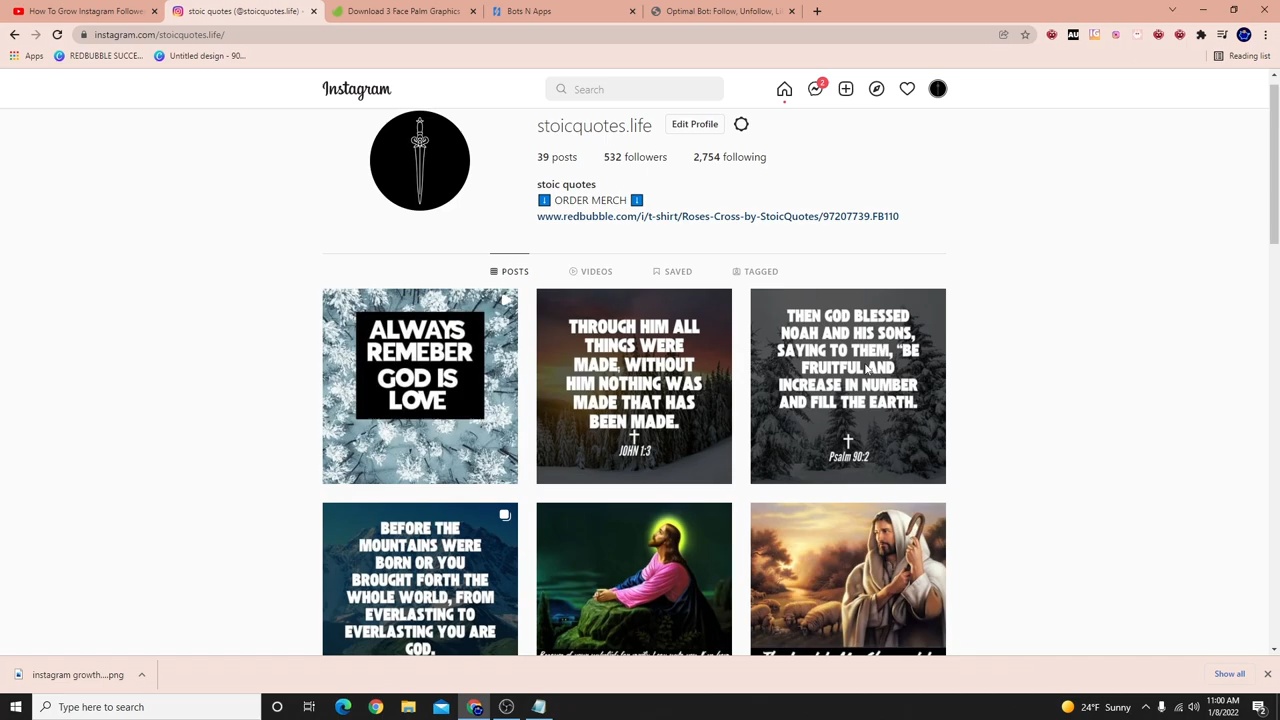 How To Grow Instagram From
stoic quotes (@stoicquotes.life) ·
Download 3 Face Palm Graphics
Bots N Apps
Optimal Bot: Follow, Unfollow, Li
instagram.com/stoicquotes.life/
Apps
REDBUBBLE SUCCE...
Untitled design - 90...
Reading list
Instagram
Search
2
stoicquotes.life
Edit Profile
39 posts
532 followers
2,754 following
stoic quotes
ORDER MERCH
www.redbubble.com/i/t-shirt/Roses-Cross-by-StoicQuotes/97207739.FB110
POSTS
VIDEOS
SAVED
TAGGED
ALWAYS
REMEBER
GOD IS
LOVE
THROUGH HIM ALL
THINGS WERE
MADE, WITHOUT
HIM NOTHING WAS
MADE THAT HAS
BEEN MADE.
JOHN 1:3
THEN GOD BLESSED
NOAH AND HIS SONS,
SAYING TO THEM, “BE
FRUITFUL AND
INCREASE IN NUMBER
AND FILL THE EARTH.
Psalm 90:2
BEFORE THE
MOUNTAINS WERE
BORN OR YOU
BROUGHT FORTH THE
WHOLE WORLD, FROM
EVERLASTING TO
EVERLASTING YOU ARE
GOD.
instagram growth....png
Show all
Type here to search
24°F Sunny
11:00 AM
1/8/2022
2